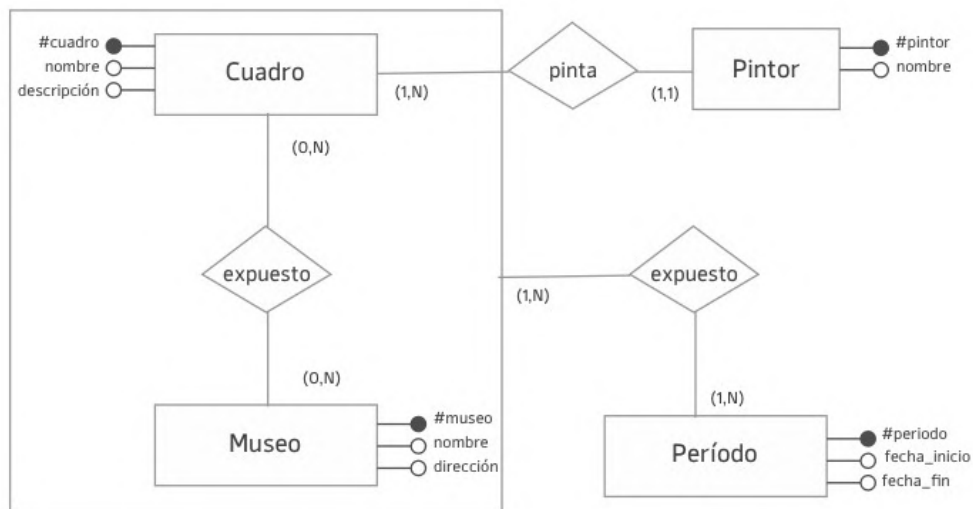 #cuadro
nombre
descripción
Cuadro
(1,N)
pinta
(1,1)
Pintor
#pintor
nombre
(0,N)
expuesto
(1,N)
expuesto
(0,N)
(1,N)
Museo
#museo
nombre
dirección
Período
#periodo
fecha_inicio
fecha_fin